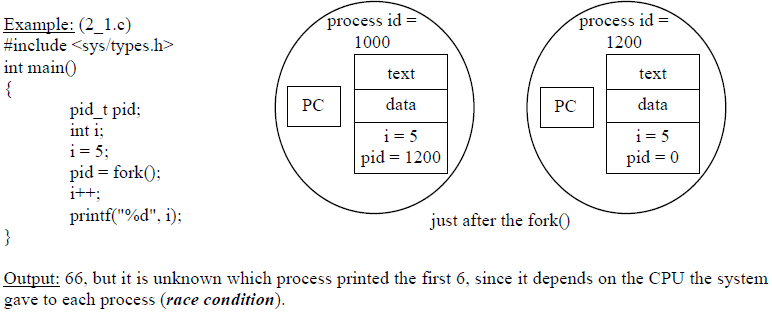 Example: (2_1.c)
#include <sys/types.h>
int main()
{
pid_t pid;
int i;
i = 5;
pid = fork();
i++;
printf("%d", i);
}
process id =
1000
text
PC
data
i = 5
pid = 1200
process id =
1200
text
PC
data
i = 5
pid = 0
just after the fork()
Output: 66, but it is unknown which process printed the first 6, since it depends on the CPU the system
gave to each process (race condition).